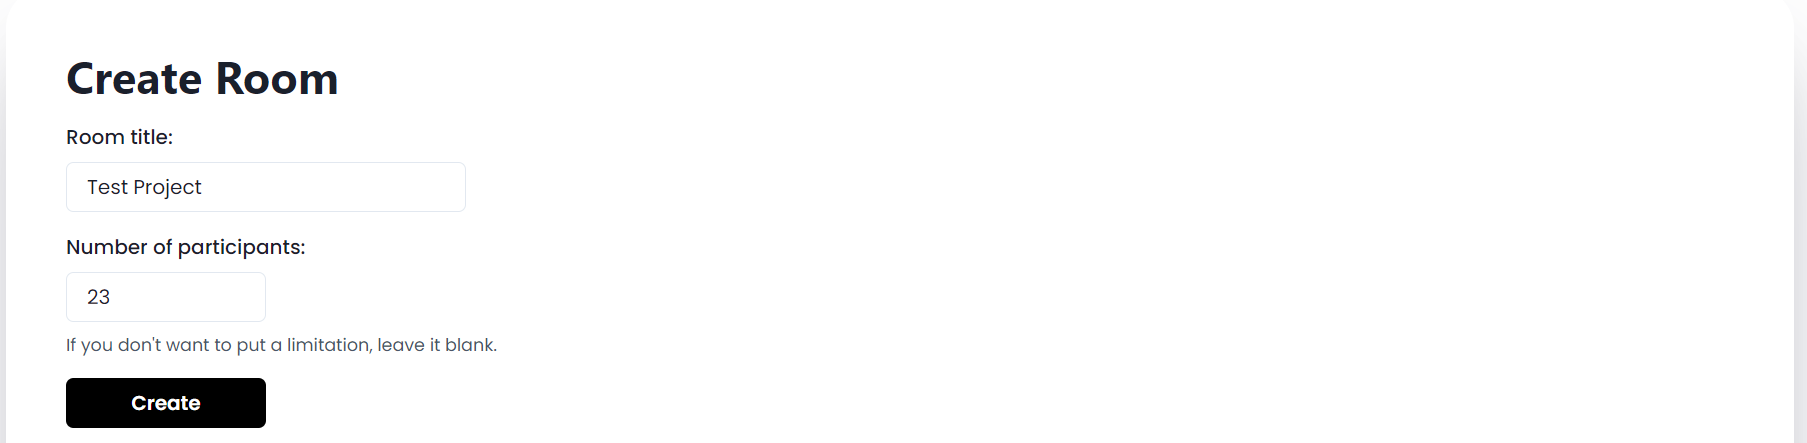 Create Room
Room title:
Test Project
Number of participants:
23
If you don't want to put a limitation, leave it blank.
Create